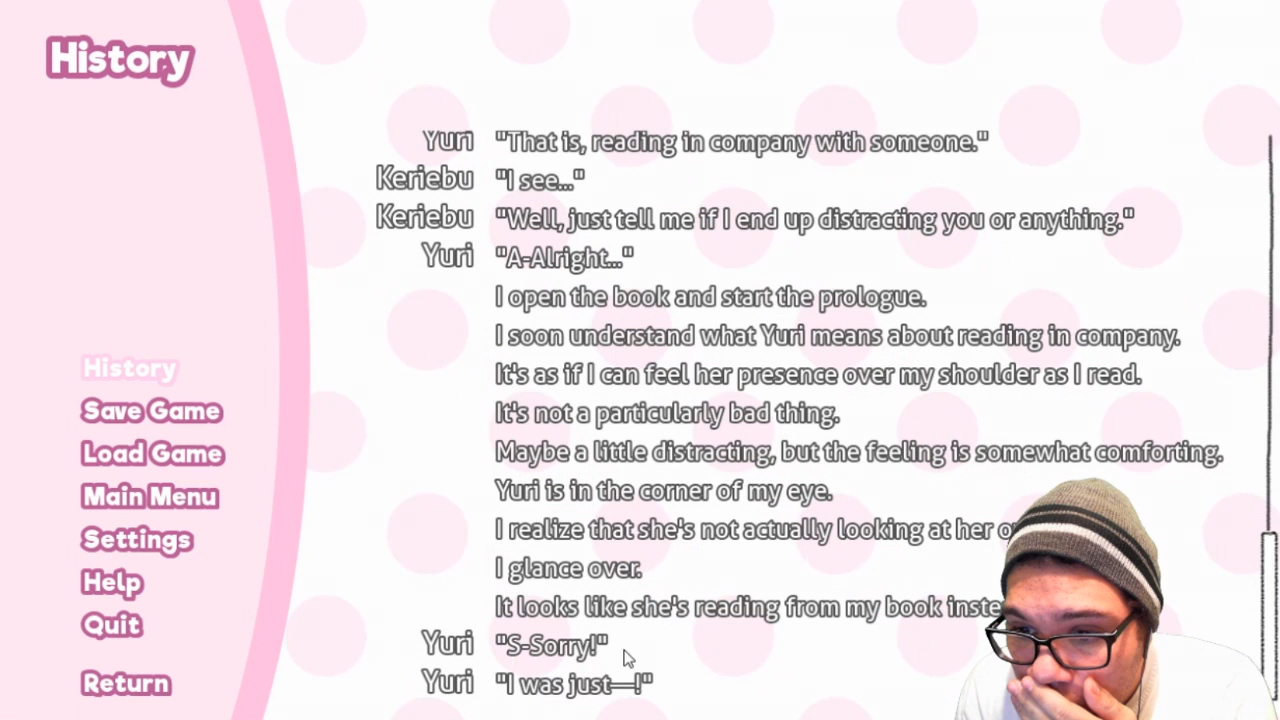 History
Yuri "That is, reading in company with someone."
Keriebu "I see..."
Keriebu "Well, just tell me if I end up distracting you or anything."
Yuri "A-Alright..."
I open the book and start the prologue.
I soon understand what Yuri means about reading in company.
It's as if I can feel her presence over my shoulder as I read.
It's not a particularly bad thing.
Maybe a little distracting, but the feeling is somewhat comforting.
Yuri is in the corner of my eye.
I realize that she's not actually looking at her
I glance over.
It looks like she's reading from my book
Yuri "S-Sorry!"
Yuri "I was just—!"
History
Save Game
Load Game
Main Menu
Settings
Help
Quit
Return